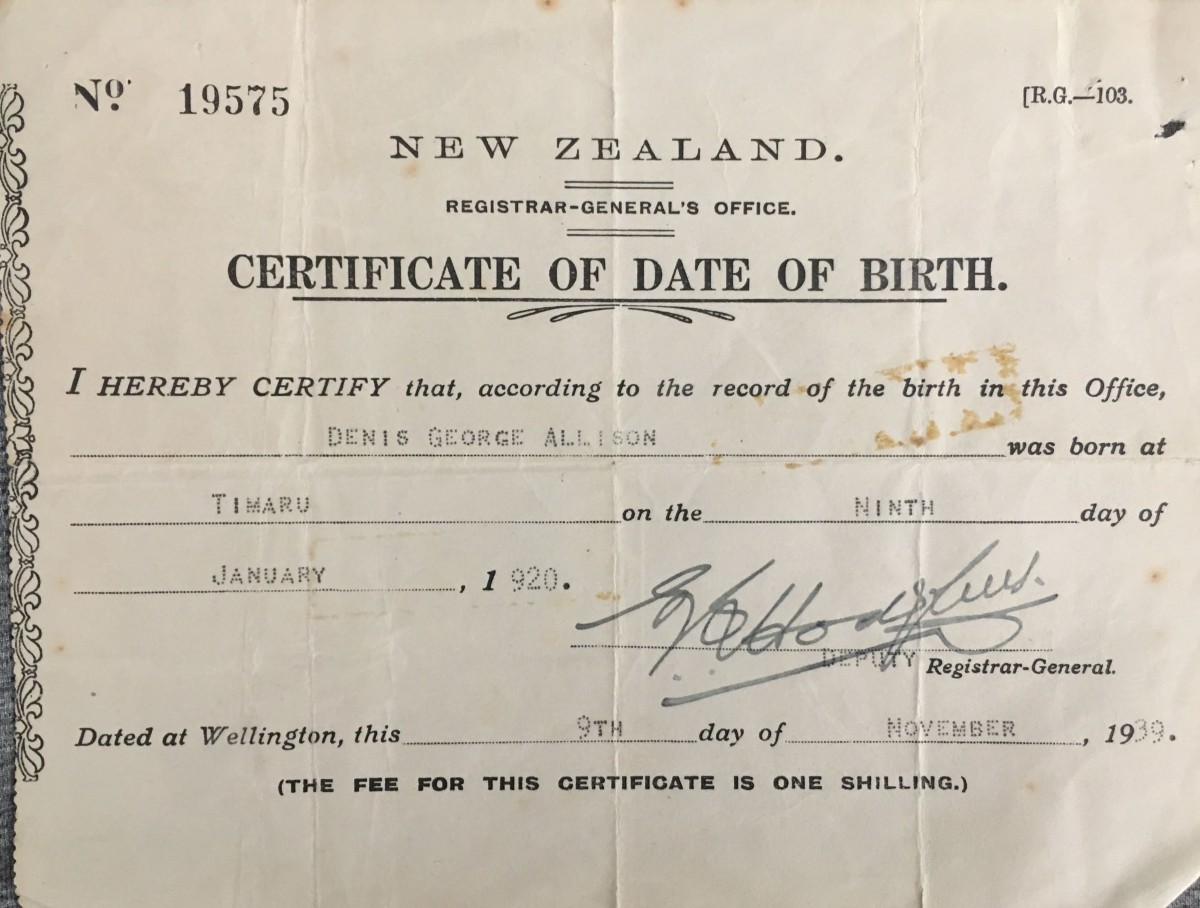 Nº. 19575 [R.G.—103.
NEW ZEALAND.
REGISTRAR-GENERAL'S OFFICE.
CERTIFICATE OF DATE OF BIRTH.
I HEREBY CERTIFY that, according to the record of the birth in this Office,
DENIS GEORGE ALLISON was born at
TIMARU on the NINTH day of
JANUARY, 1920.
DEPUTY Registrar-General.
Dated at Wellington, this 9TH day of NOVEMBER, 1939.
(THE FEE FOR THIS CERTIFICATE IS ONE SHILLING.)